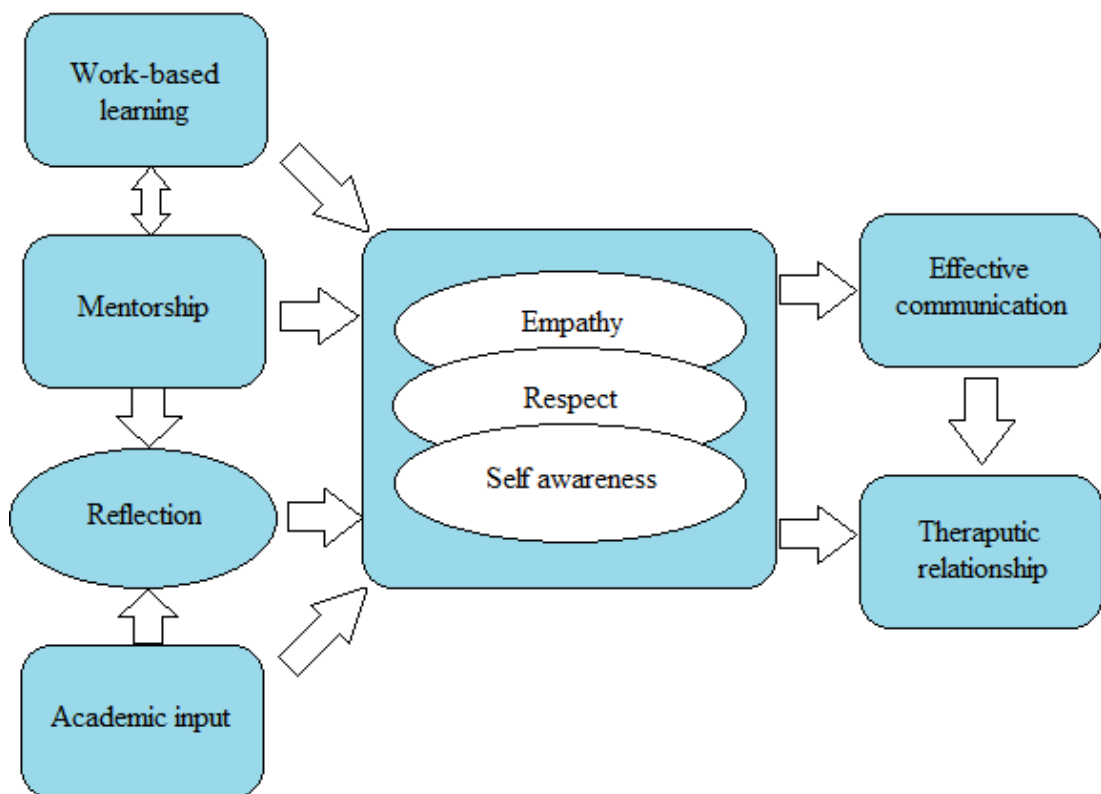 Work-based
learning
Mentorship
Reflection
Academic input
Empathy
Respect
Self awareness
Effective
communication
Theraputic
relationship